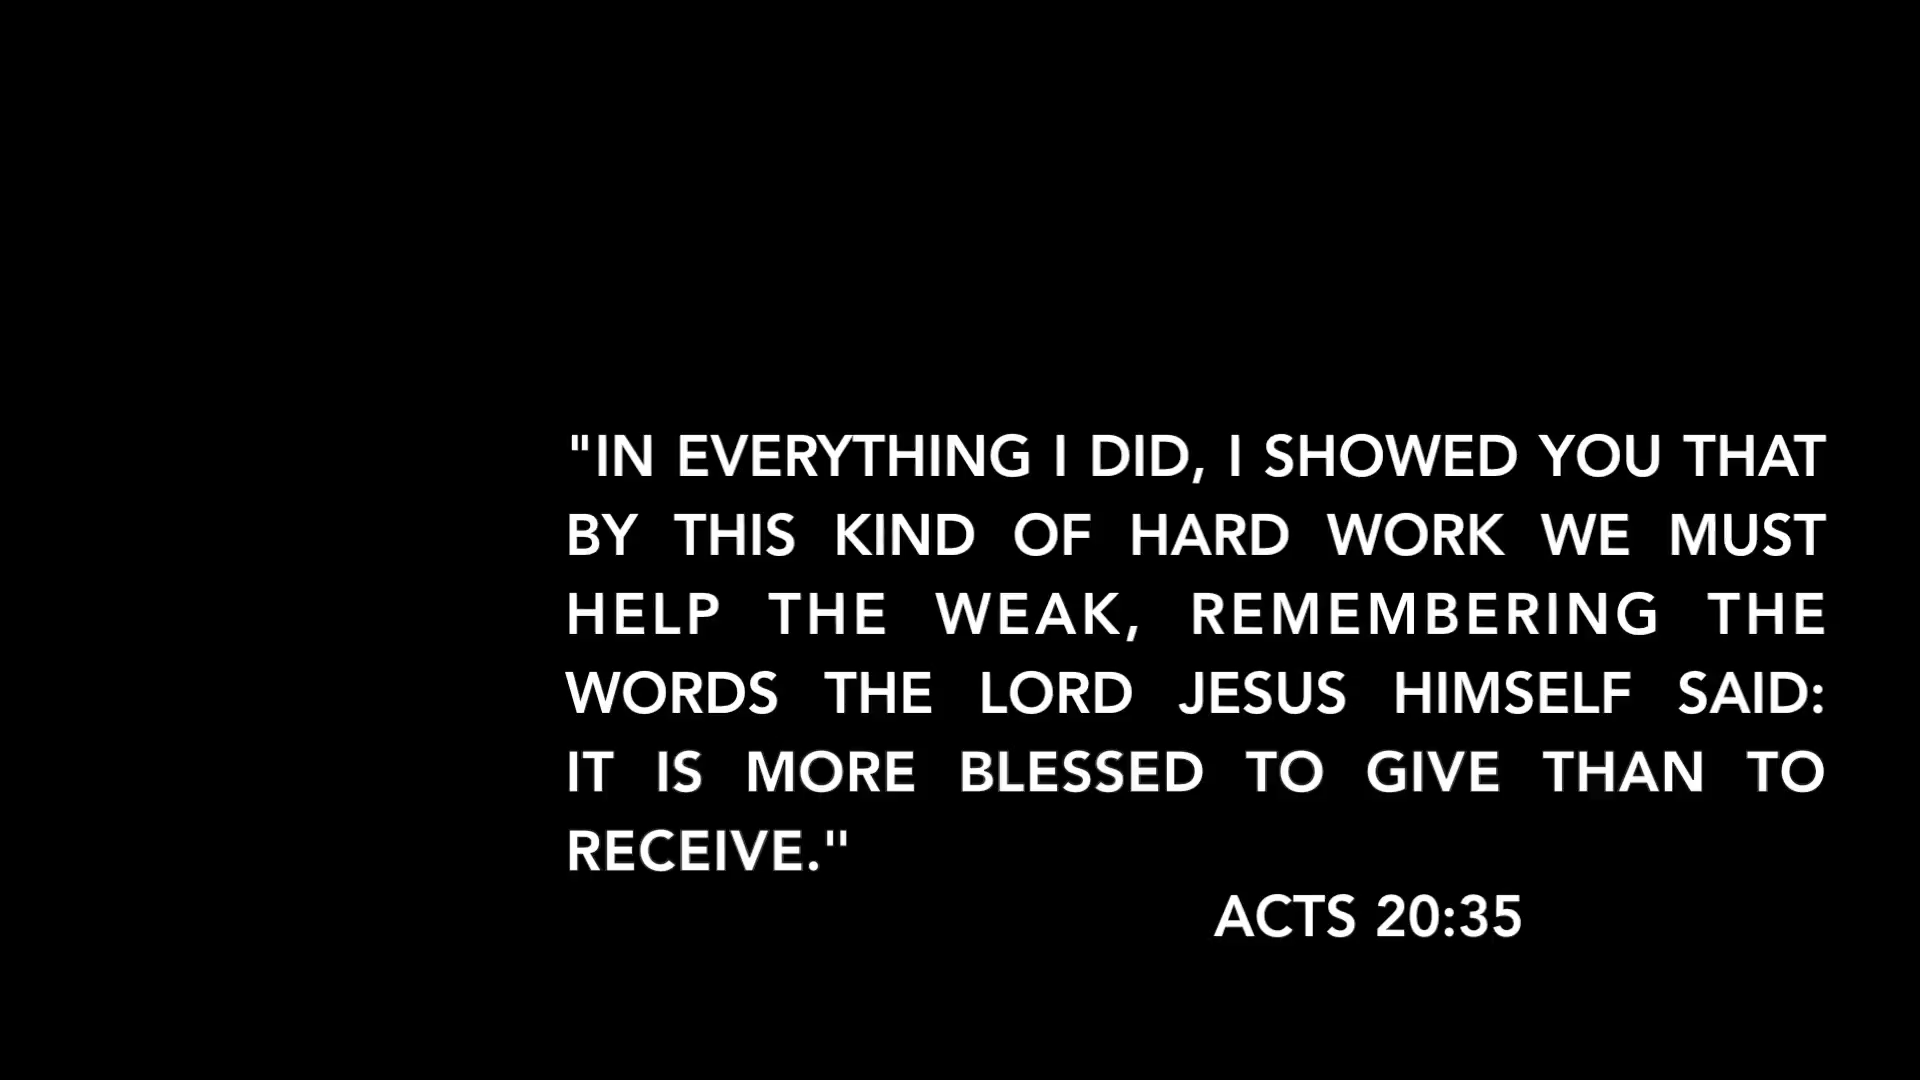 "IN EVERYTHING I DID, I SHOWED YOU THAT
BY THIS KIND OF HARD WORK WE MUST
HELP THE WEAK, REMEMBERING THE
WORDS THE LORD JESUS HIMSELF SAID:
IT IS MORE BLESSED TO GIVE THAN TO
RECEIVE."
ACTS 20:35